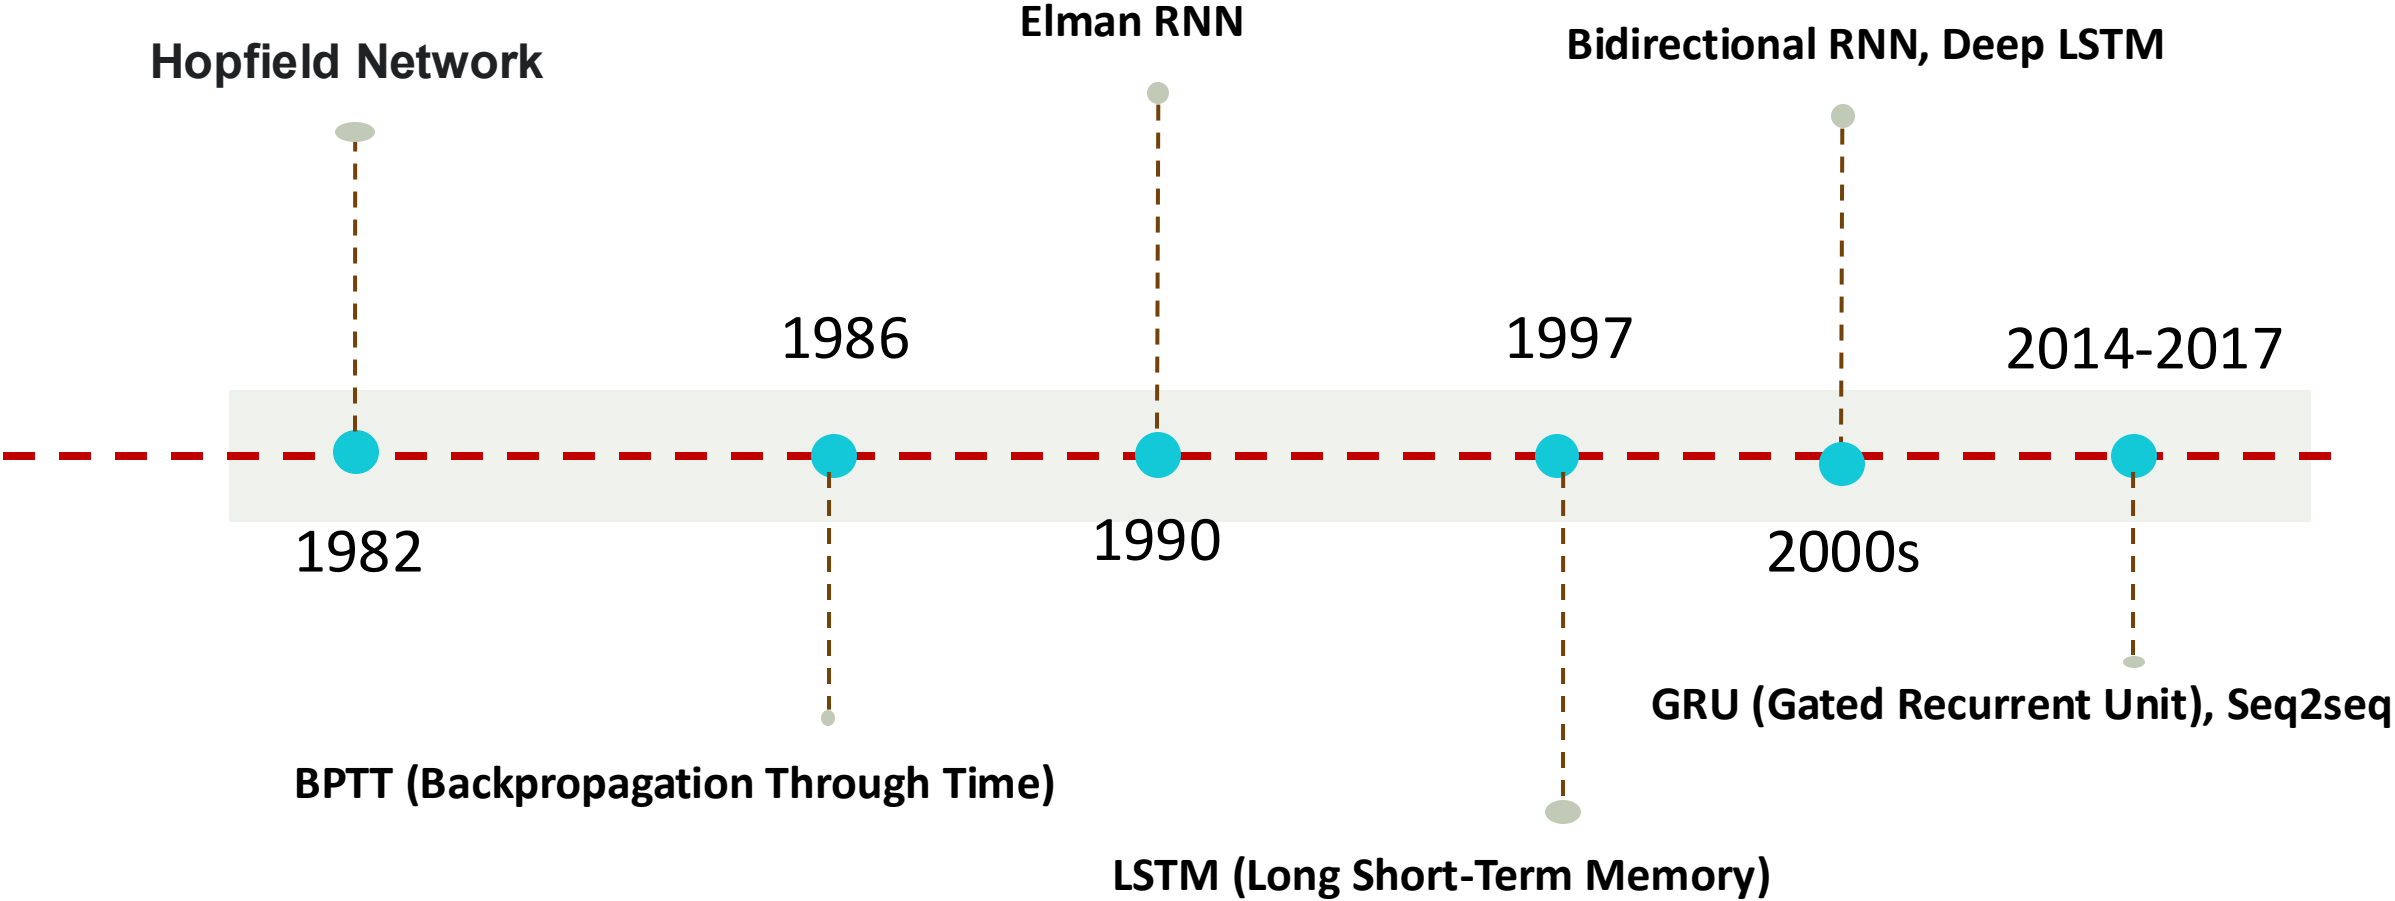 Elman RNN
Hopfield Network
Bidirectional RNN, Deep LSTM
1986
1997
2014-2017
1982
1990
2000s
GRU (Gated Recurrent Unit), Seq2seq
BPTT (Backpropagation Through Time)
LSTM (Long Short-Term Memory)